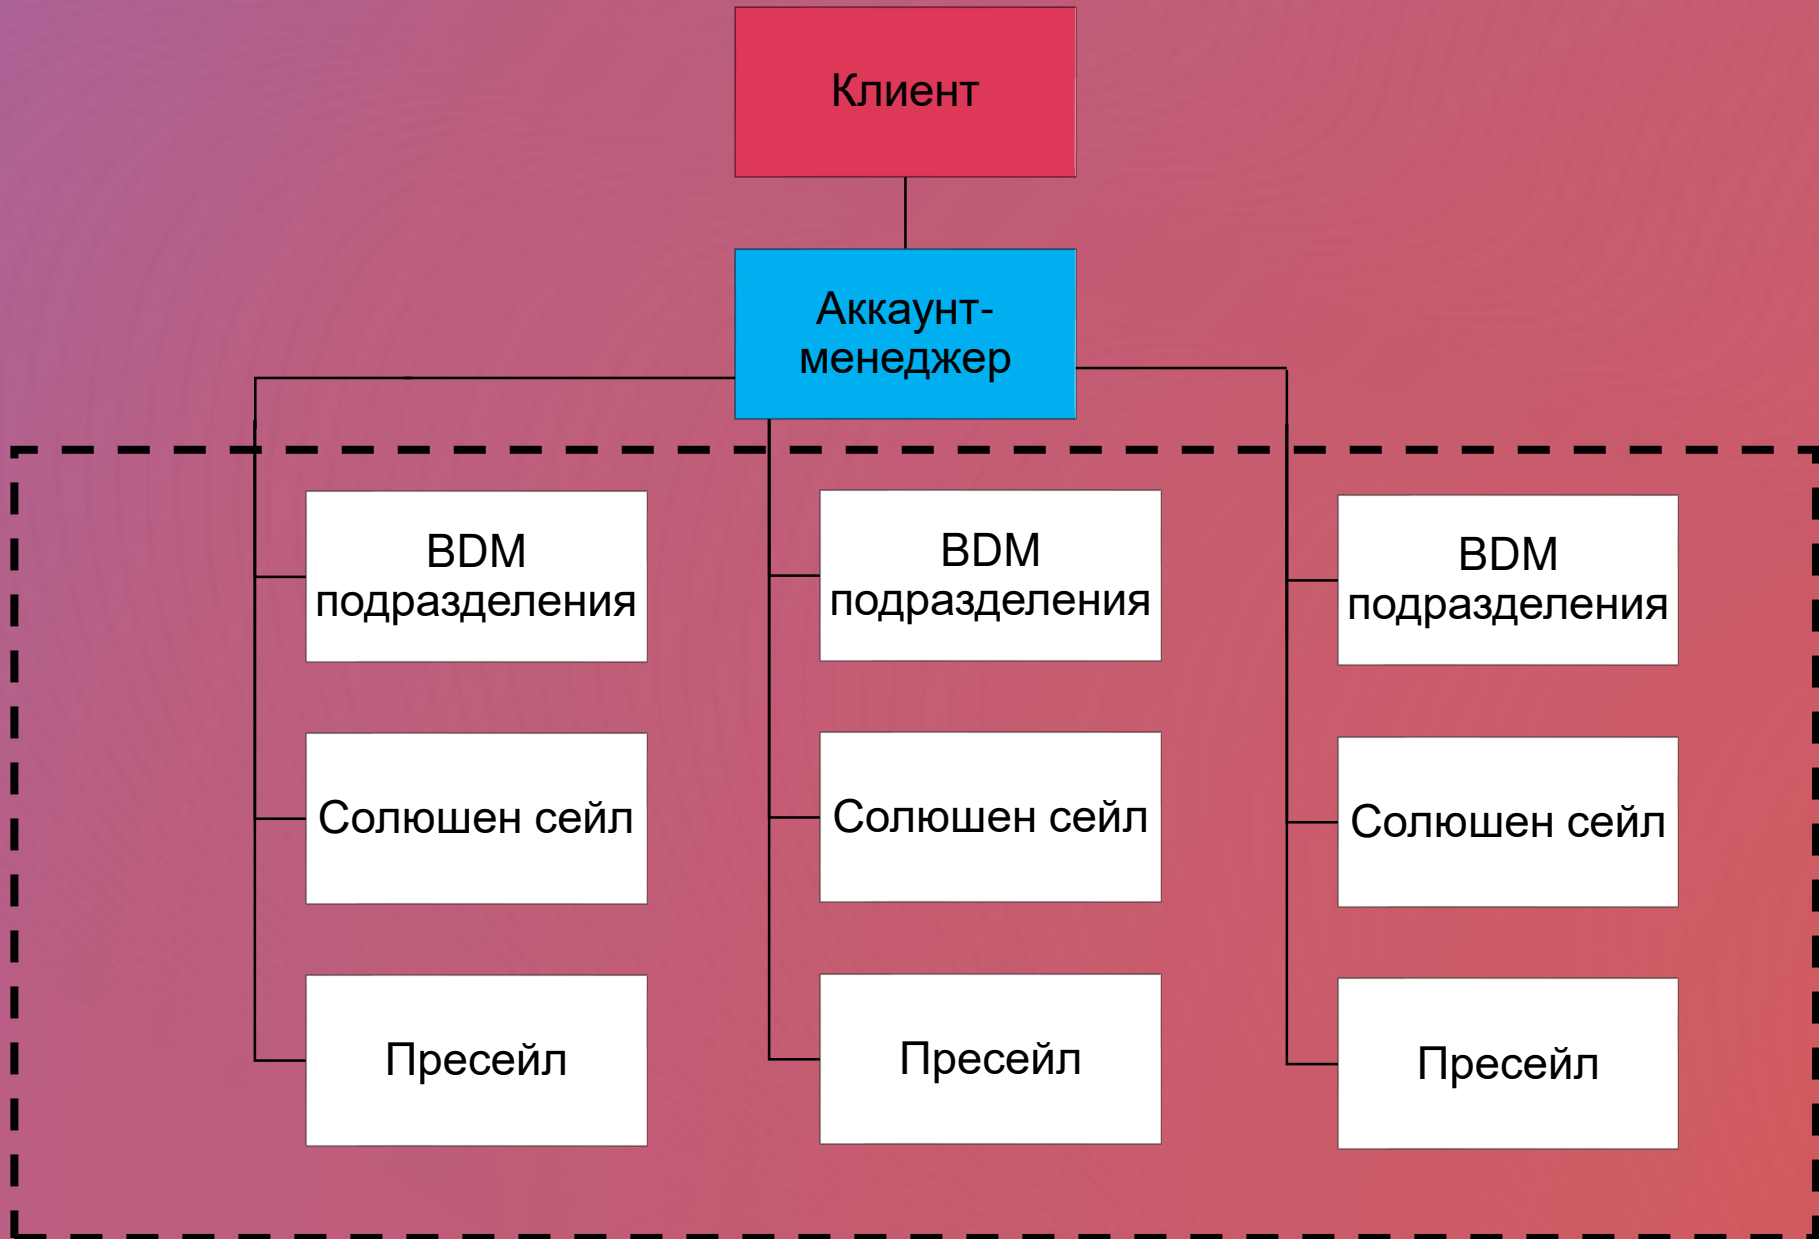 Клиент
Аккаунт-
менеджер
BDM
подразделения
BDM
подразделения
BDM
подразделения
Солюшен сейл
Солюшен сейл
Солюшен сейл
Пресейл
Пресейл
Пресейл